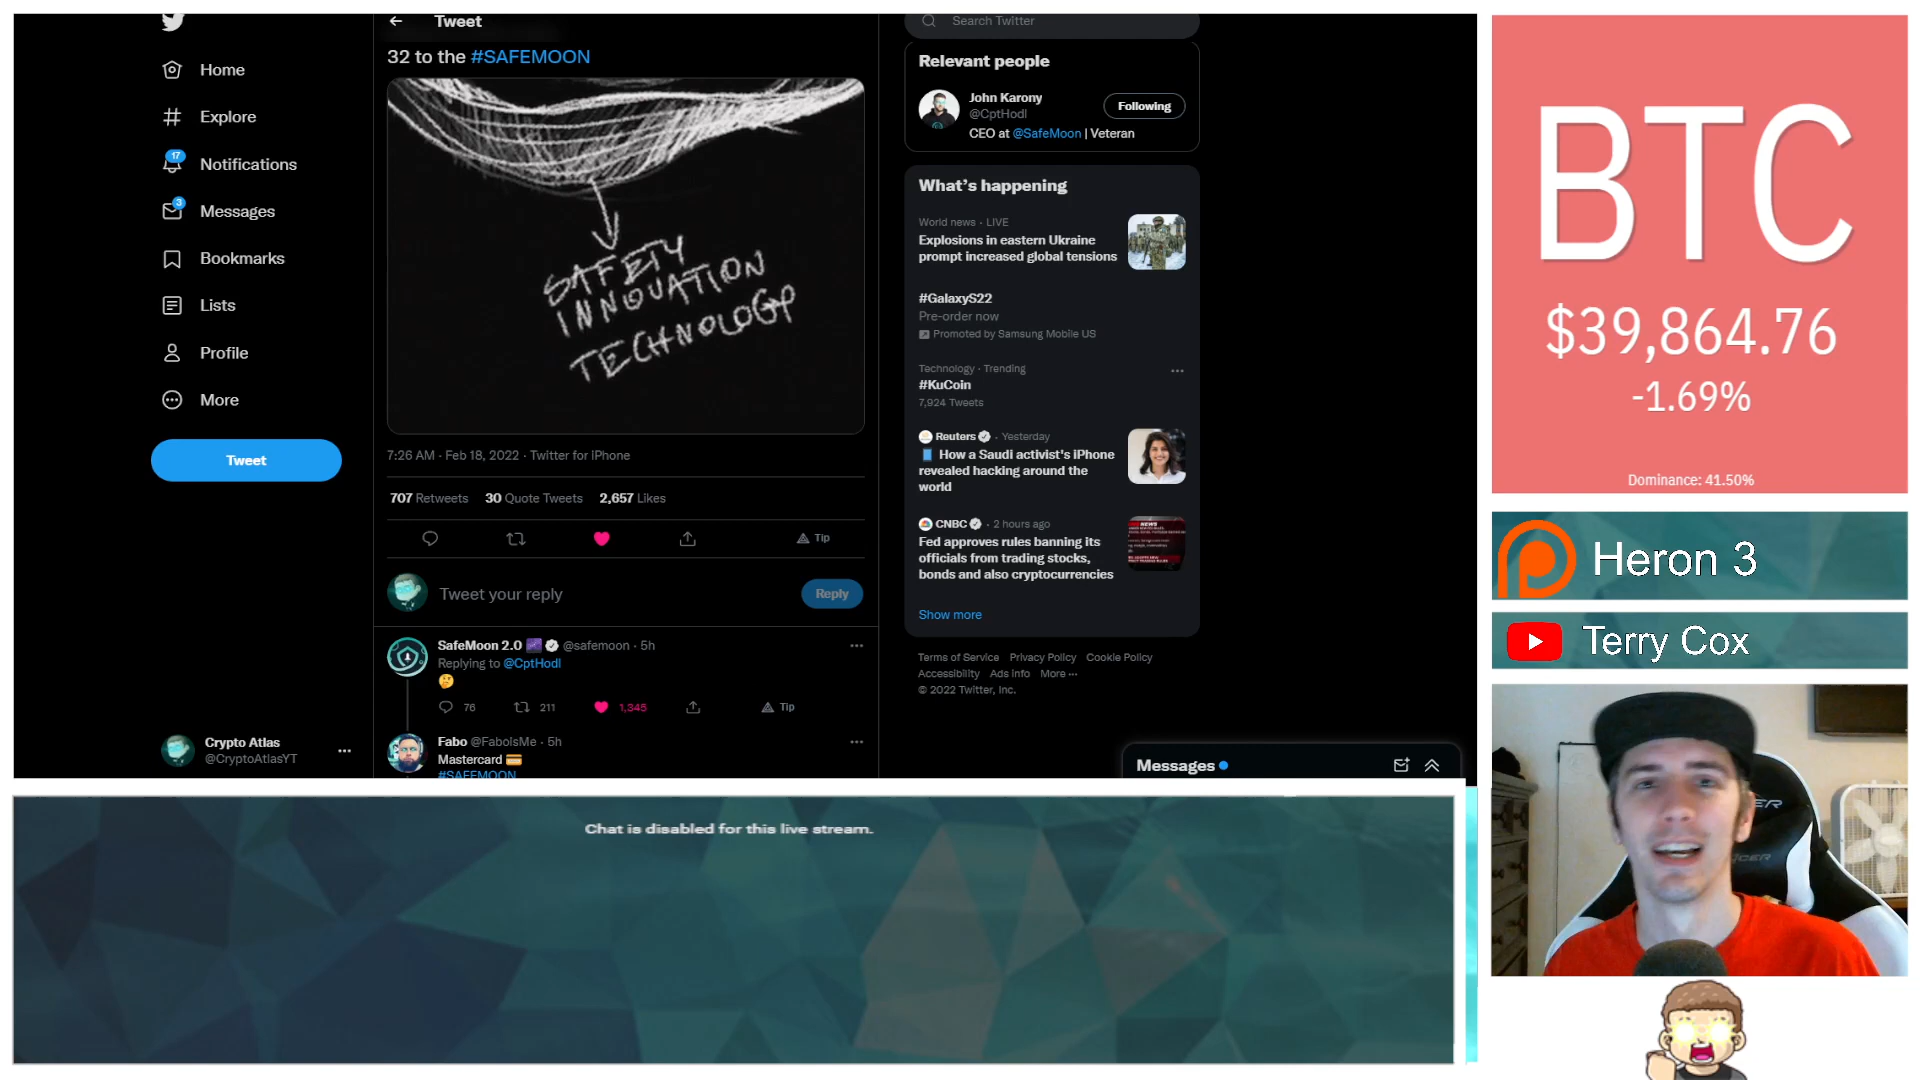 Home
Explore
17
Notifications
3
Messages
Bookmarks
Lists
Profile
More
Tweet
Crypto Atlas
@CryptoAtlasYT
Tweet
32 to the #SAFEMOON
SAFETY
INNOVATION
TECHNOLOGY
7:26 AM · Feb 18, 2022 · Twitter for iPhone
707 Retweets 30 Quote Tweets 2,657 Likes
Tip
Tweet your reply
Reply
SafeMoon 2.0 @safemoon · 5h
Replying to @CptHodl
🤔
76 211 1,345 Tip
Fabo @FaboIsMe · 5h
Mastercard 💳
#SAFEMOON
Search Twitter
Relevant people
John Karony
@CptHodl
Following
CEO at @SafeMoon | Veteran
What's happening
World news · LIVE
Explosions in eastern Ukraine
prompt increased global tensions
#GalaxyS22
Pre-order now
Promoted by Samsung Mobile US
Technology · Trending
#KuCoin
7,924 Tweets
Reuters · Yesterday
How a Saudi activist's iPhone
revealed hacking around the
world
CNBC · 2 hours ago
Fed approves rules banning its
officials from trading stocks,
bonds and also cryptocurrencies
NEWS
Show more
Terms of Service Privacy Policy Cookie Policy
Accessibility Ads info More ···
© 2022 Twitter, Inc.
Messages
Chat is disabled for this live stream.
BTC
$39,864.76
-1.69%
Dominance: 41.50%
Heron 3
Terry Cox